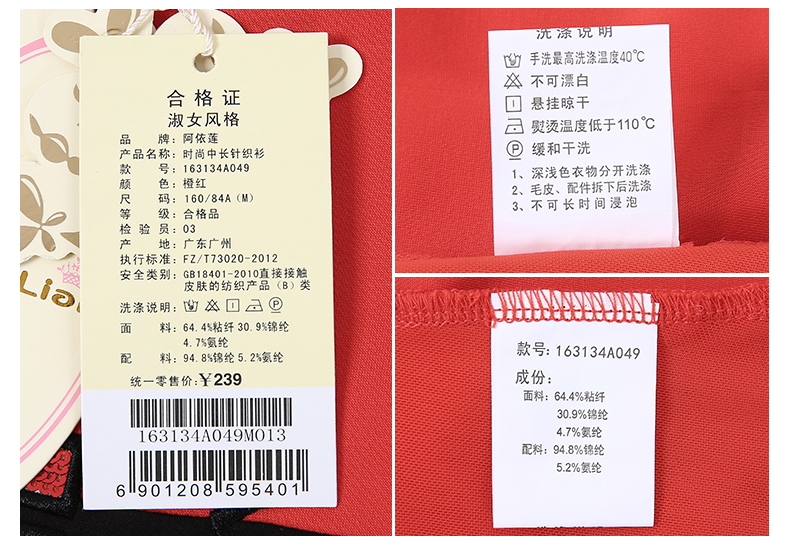 Lian
合格证
淑女风格
品 牌: 阿依莲
产品名称: 时尚中长针织衫
款 号: 163134A049
颜 色: 橙红
尺 码: 160/84A（M）
等 级: 合格品
检 验 员: 03
产 地: 广东广州
执行标准: FZ/T73020-2012
安全类别: GB18401-2010直接接触
皮肤的纺织产品（B）类
洗涤说明:
面 料: 64.4%粘纤 30.9%锦纶
4.7%氨纶
配 料: 94.8%锦纶 5.2%氨纶
统一零售价: ￥239
163134A049M013
6 901208 595401
洗涤说明
手洗最高洗涤温度40℃
不可漂白
悬挂晾干
熨烫温度低于110℃
P 缓和干洗
1、深浅色衣物分开洗涤
2、毛皮、配件拆下后洗涤
3、不可长时间浸泡
款号: 163134A049
成份:
面料: 64.4%粘纤
30.9%锦纶
4.7%氨纶
配料: 94.8%锦纶
5.2%氨纶